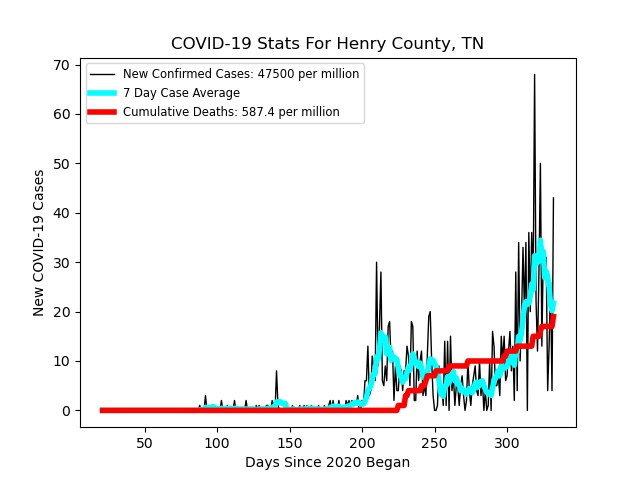 COVID-19 Stats For Henry County, TN
New Confirmed Cases: 47500 per million
7 Day Case Average
Cumulative Deaths: 587.4 per million
New COVID-19 Cases
70
60
50
40
30
20
10
0
50
100
150
200
250
300
Days Since 2020 Began